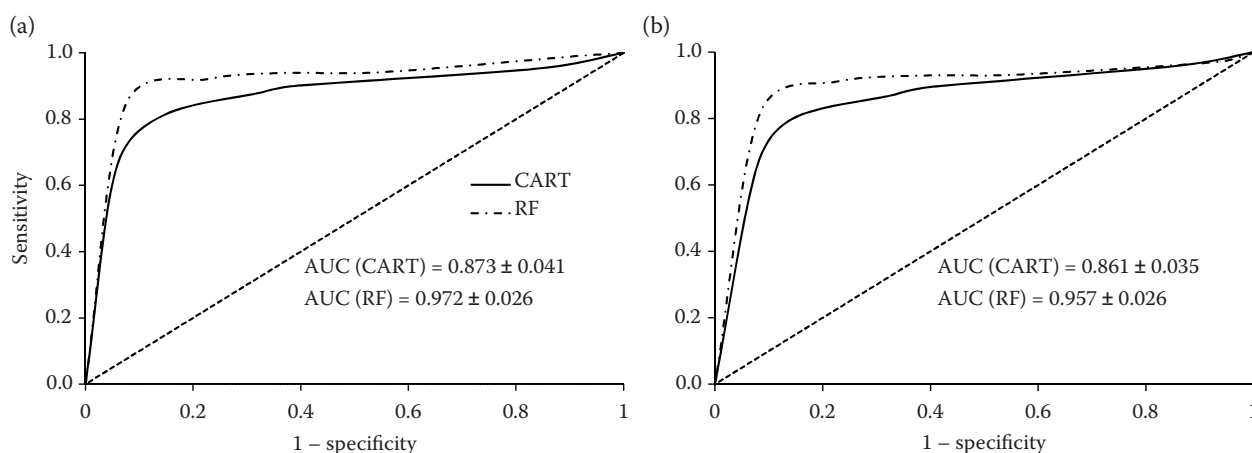 (a)
1.0
0.8
0.6
0.4
0.2
0.0
Sensitivity
CART
RF
AUC (CART) = 0.873 ± 0.041
AUC (RF) = 0.972 ± 0.026
0 0.2 0.4 0.6 0.8 1
1 – specificity
(b)
1.0
0.8
0.6
0.4
0.2
0.0
AUC (CART) = 0.861 ± 0.035
AUC (RF) = 0.957 ± 0.026
0 0.2 0.4 0.6 0.8 1
1 – specificity